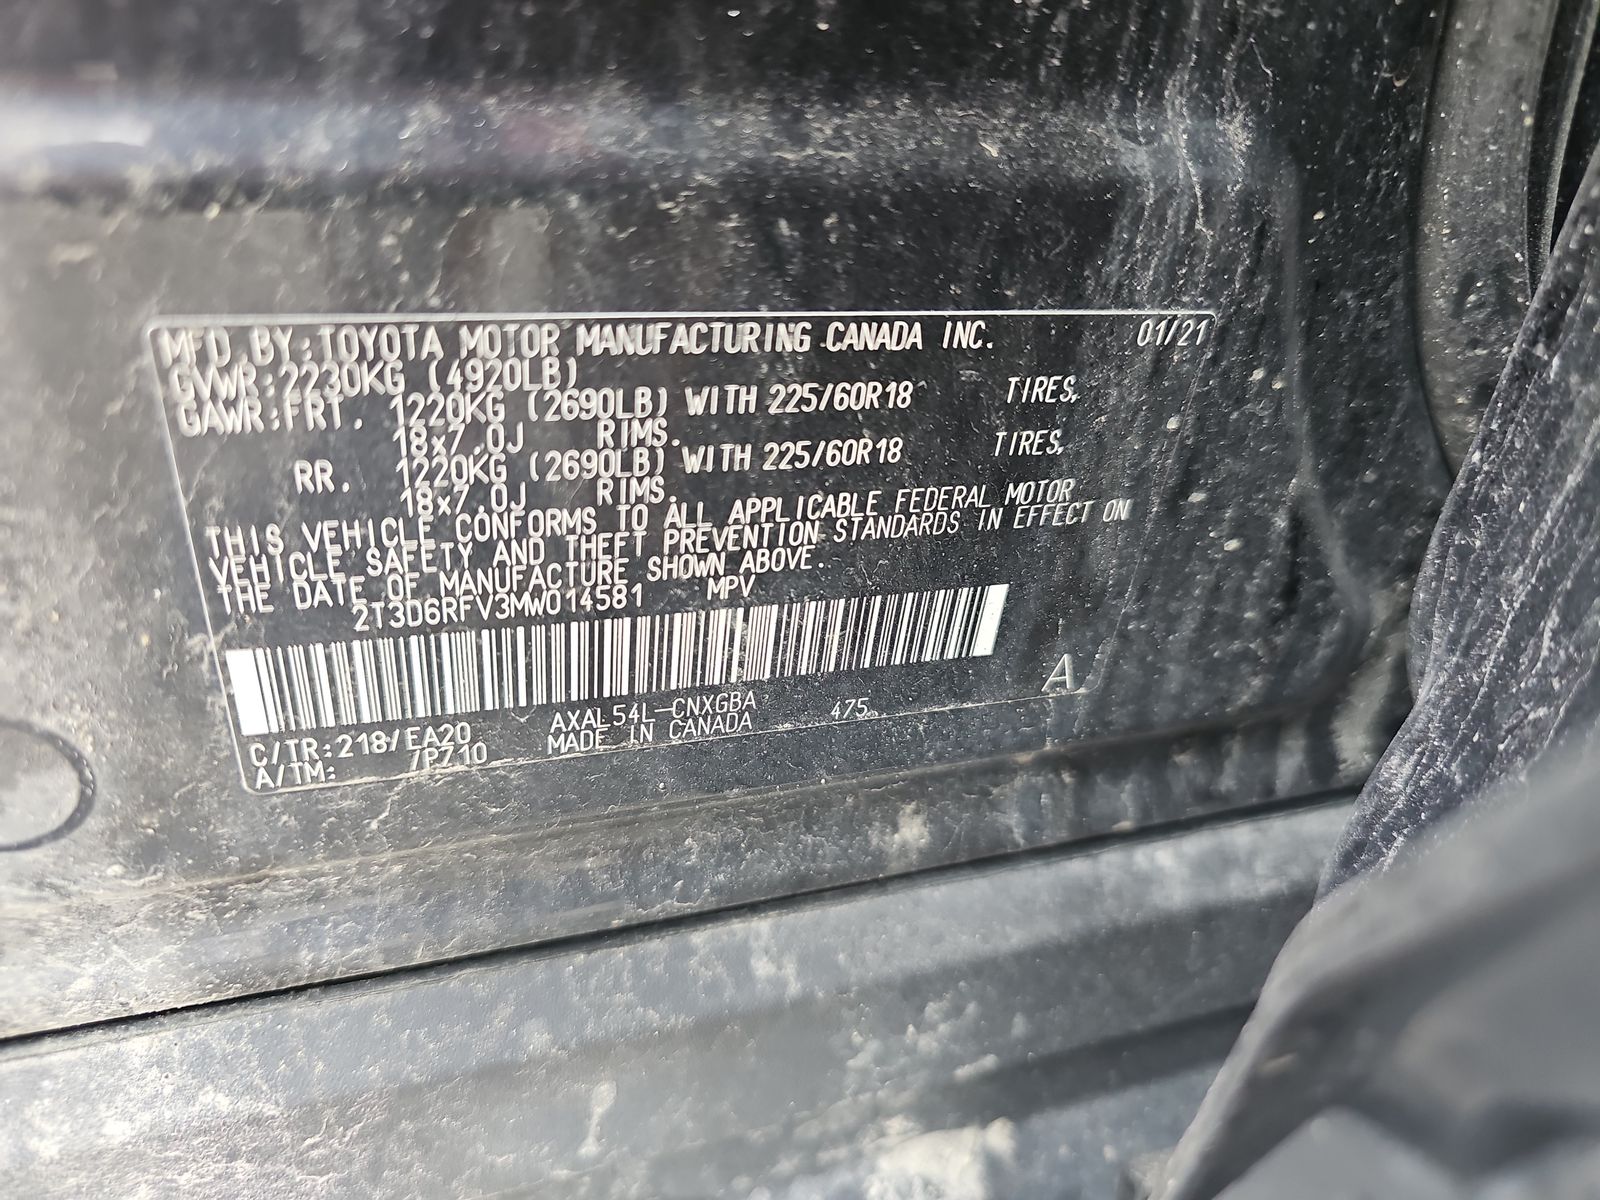 MFD. BY: TOYOTA MOTOR MANUFACTURING CANADA INC. 01/21
GVWR: 2230KG (4920LB)
GAWR: FRT. 1220KG (2690LB) WITH 225/60R18 TIRES,
18x7.0J RIMS.
RR. 1220KG (2690LB) WITH 225/60R18 TIRES,
18x7.0J RIMS.
THIS VEHICLE CONFORMS TO ALL APPLICABLE FEDERAL MOTOR
VEHICLE SAFETY AND THEFT PREVENTION STANDARDS IN EFFECT ON
THE DATE OF MANUFACTURE SHOWN ABOVE.
2T3D6RFV3MW014581 MPV
A
C/TR: 218/EA20 AXAL54L-CNXGBA 475
A/TM: 7PZ10 MADE IN CANADA